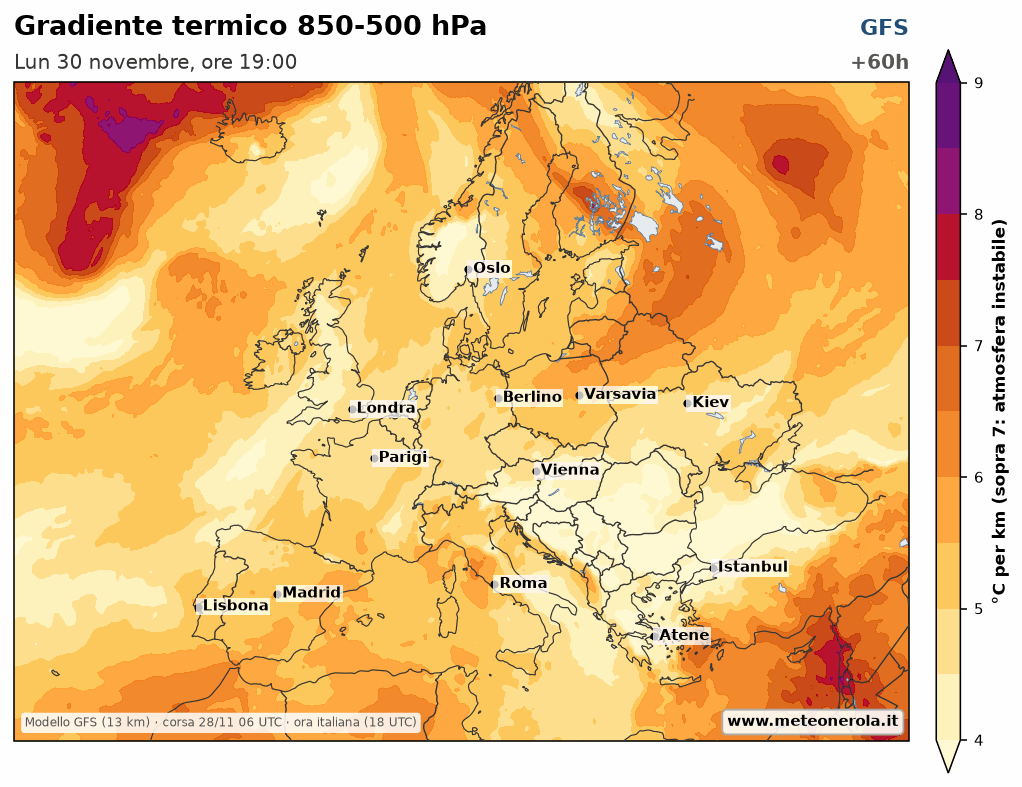 Gradiente termico 850-500 hPa
GFS
Lun 30 novembre, ore 19:00
+60h
Oslo
Berlino
Varsavia
Kiev
Londra
Parigi
Vienna
Istanbul
Roma
Madrid
Lisbona
Atene
Modello GFS (13 km) · corsa 28/11 06 UTC · ora italiana (18 UTC)
www.meteonerola.it
9
8
7
6
5
4
°C per km (sopra 7: atmosfera instabile)